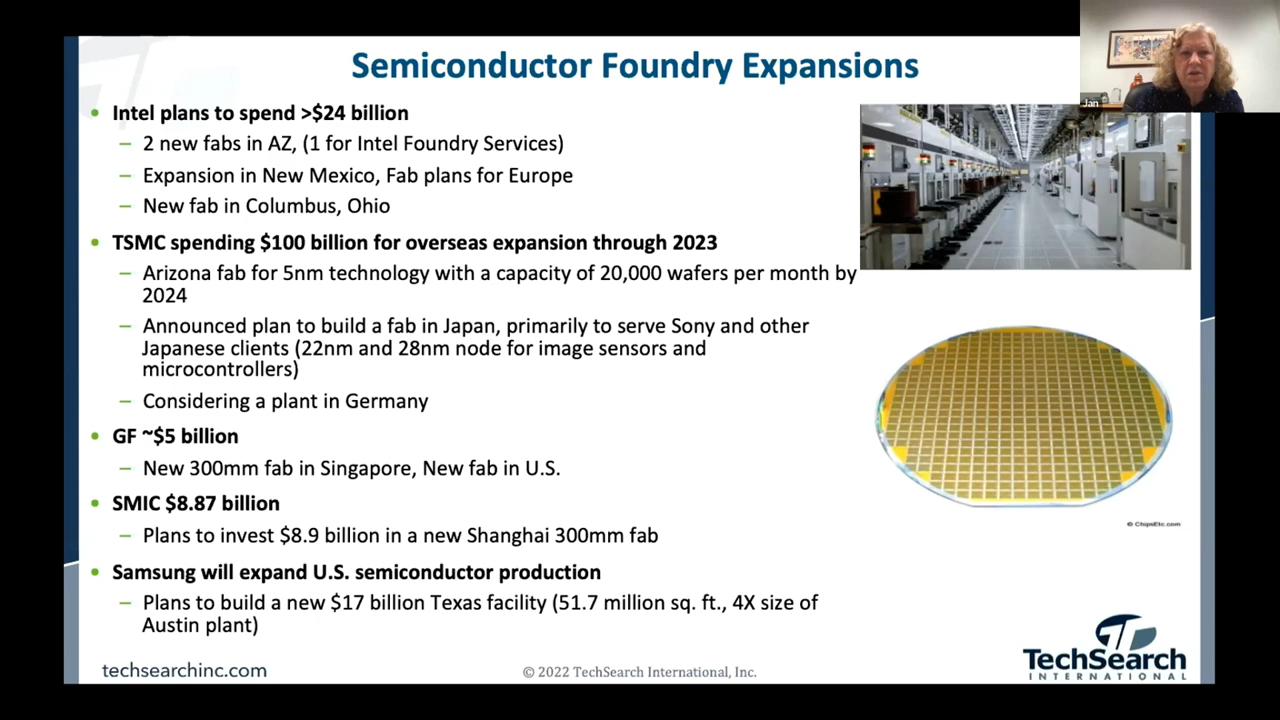 Semiconductor Foundry Expansions
Jan
• Intel plans to spend >$24 billion
– 2 new fabs in AZ, (1 for Intel Foundry Services)
– Expansion in New Mexico, Fab plans for Europe
– New fab in Columbus, Ohio
• TSMC spending $100 billion for overseas expansion through 2023
– Arizona fab for 5nm technology with a capacity of 20,000 wafers per month by
2024
– Announced plan to build a fab in Japan, primarily to serve Sony and other
Japanese clients (22nm and 28nm node for image sensors and
microcontrollers)
– Considering a plant in Germany
• GF ~$5 billion
– New 300mm fab in Singapore, New fab in U.S.
• SMIC $8.87 billion
– Plans to invest $8.9 billion in a new Shanghai 300mm fab
• Samsung will expand U.S. semiconductor production
– Plans to build a new $17 billion Texas facility (51.7 million sq. ft., 4X size of
Austin plant)
© ChipsEtc.com
techsearchinc.com
© 2022 TechSearch International, Inc.
TechSearch
INTERNATIONAL